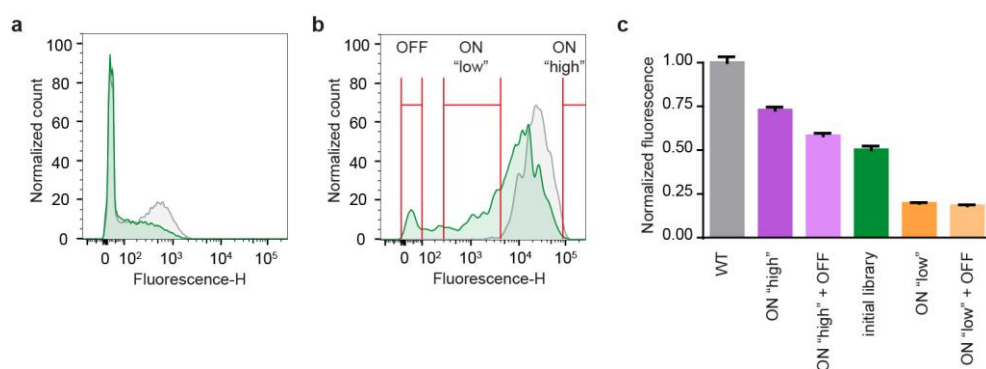 a
100
80
60
40
20
0
Normalized count
0 10² 10³ 10⁴ 10⁵
Fluorescence-H
b
OFF
ON
"low"
ON
"high"
100
80
60
40
20
0
Normalized count
0 10² 10³ 10⁴ 10⁵
Fluorescence-H
c
1.00
0.75
0.50
0.25
0.00
Normalized fluorescence
WT
ON "high"
ON "high" + OFF
initial library
ON "low"
ON "low" + OFF